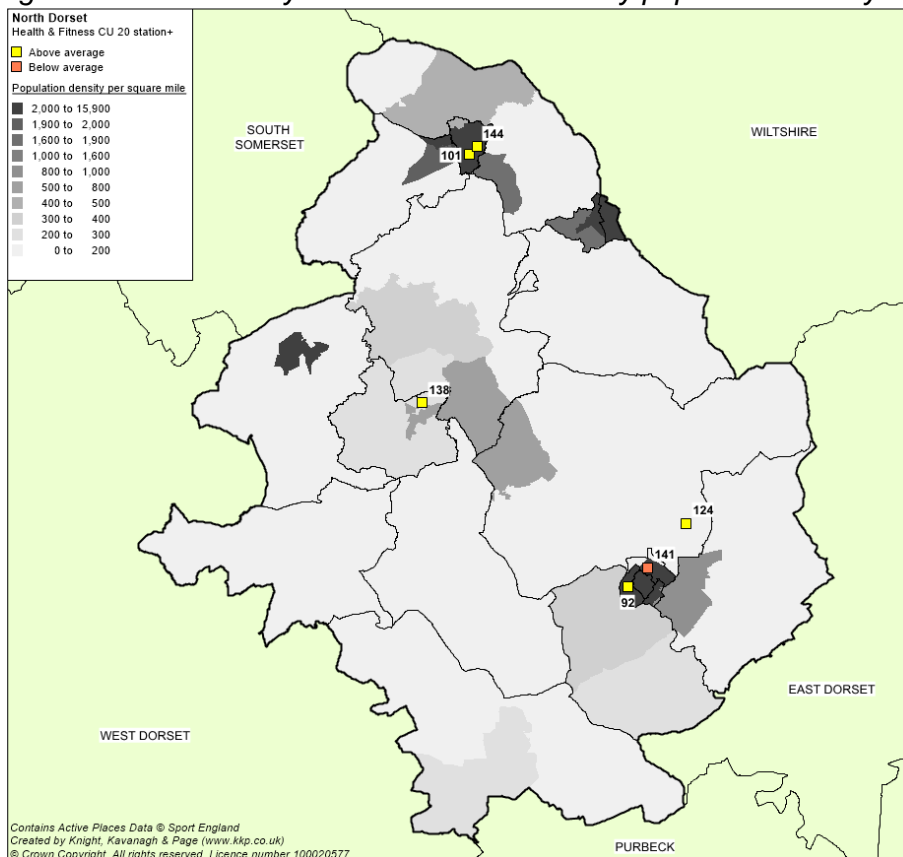 North Dorset
Health & Fitness CU 20 station+
Above average
Below average
Population density per square mile
2,000 to 15,900
1,900 to 2,000
1,600 to 1,900
1,000 to 1,600
800 to 1,000
500 to 800
400 to 500
300 to 400
200 to 300
0 to 200
SOUTH
SOMERSET
WILTSHIRE
144
101
138
124
141
92
EAST DORSET
WEST DORSET
PURBECK
Contains Active Places Data © Sport England
Created by Knight, Kavanagh & Page (www.kkp.co.uk)
© Crown Copyright. All rights reserved. Licence number 100020577